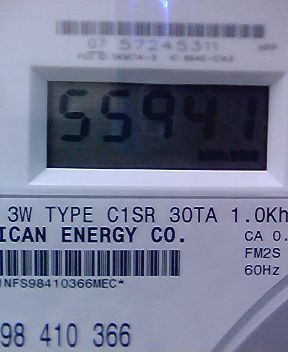 07 57245311
55941
3W TYPE C1SR 30TA 1.0Kh
ICAN ENERGY CO.
CA 0.
FM2S
60Hz
NFS98410366MEC*
98 410 366